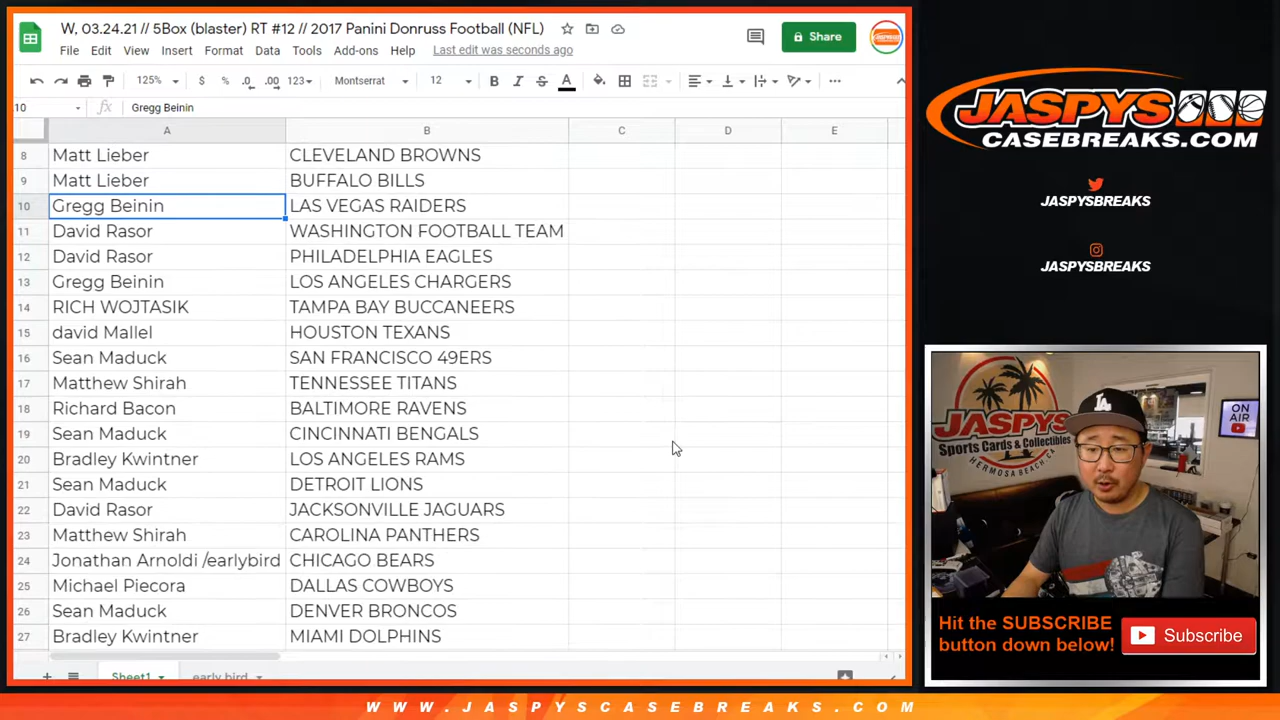 W, 03.24.21 // 5Box (blaster) RT #12 // 2017 Panini Donruss Football (NFL)
File Edit View Insert Format Data Tools Add-ons Help Last edit was seconds ago
Share
125% $ % .0 .00 123 Montserrat 12 B I S A
10 fx Gregg Beinin
A B C D E
8 Matt Lieber CLEVELAND BROWNS
9 Matt Lieber BUFFALO BILLS
10 Gregg Beinin LAS VEGAS RAIDERS
11 David Rasor WASHINGTON FOOTBALL TEAM
12 David Rasor PHILADELPHIA EAGLES
13 Gregg Beinin LOS ANGELES CHARGERS
14 RICH WOJTASIK TAMPA BAY BUCCANEERS
15 david Mallel HOUSTON TEXANS
16 Sean Maduck SAN FRANCISCO 49ERS
17 Matthew Shirah TENNESSEE TITANS
18 Richard Bacon BALTIMORE RAVENS
19 Sean Maduck CINCINNATI BENGALS
20 Bradley Kwintner LOS ANGELES RAMS
21 Sean Maduck DETROIT LIONS
22 David Rasor JACKSONVILLE JAGUARS
23 Matthew Shirah CAROLINA PANTHERS
24 Jonathan Arnoldi /earlybird CHICAGO BEARS
25 Michael Piecora DALLAS COWBOYS
26 Sean Maduck DENVER BRONCOS
27 Bradley Kwintner MIAMI DOLPHINS
Sheet1 early bird
JASPYS
CASEBREAKS.COM
JASPYSBREAKS
JASPYSBREAKS
JASPYS
Sports Cards & Collectibles
HERMOSA BEACH, CA
LA
ON
AIR
Hit the SUBSCRIBE
button down below!
Subscribe
WWW.JASPYSCASEBREAKS.COM